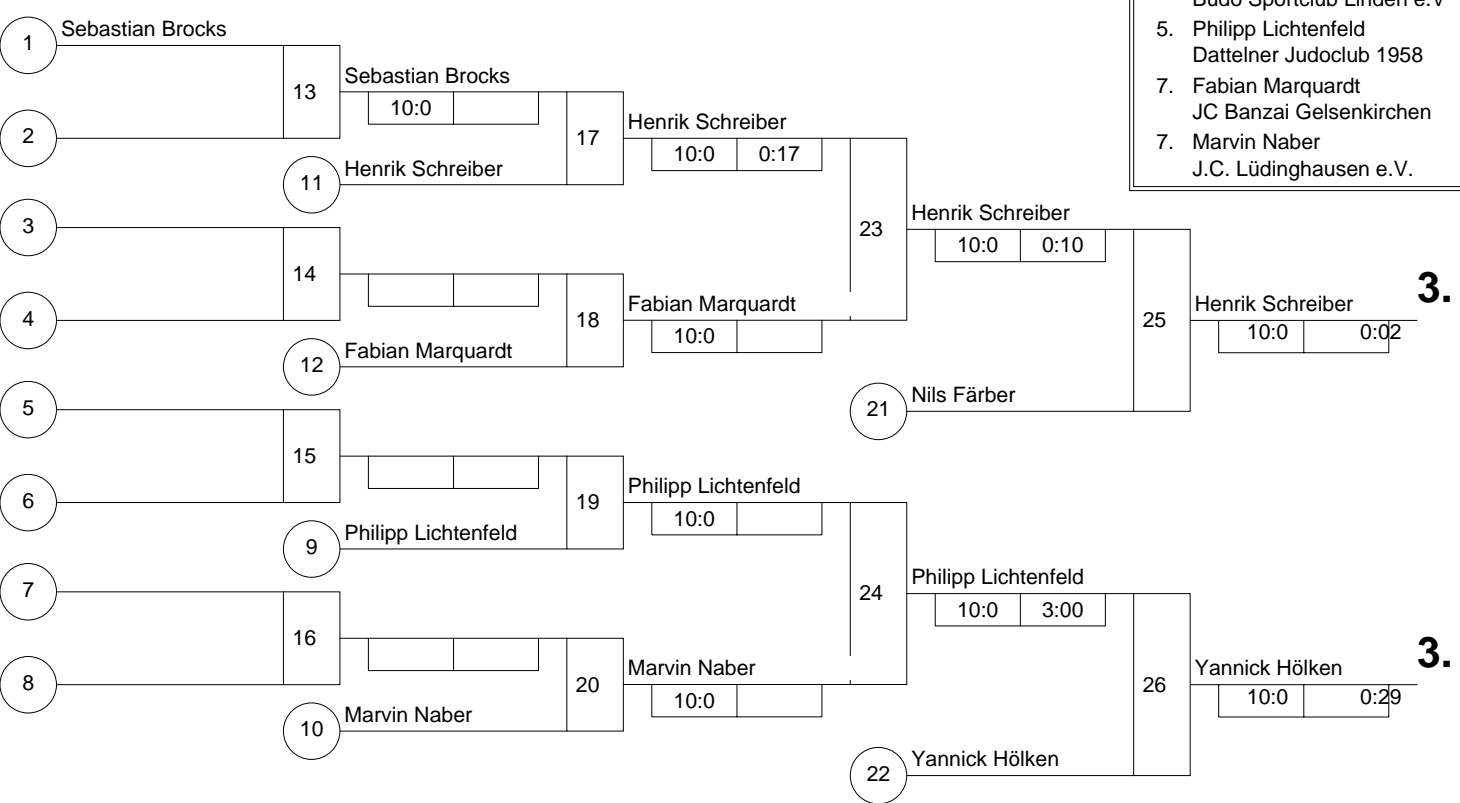 Budo Sportclub Linden e.V
5. Philipp Lichtenfeld
Dattelner Judoclub 1958
7. Fabian Marquardt
JC Banzai Gelsenkirchen
7. Marvin Naber
J.C. Lüdinghausen e.V.
1 Sebastian Brocks
13 Sebastian Brocks
10:0
2
17 Henrik Schreiber
10:0 0:17
11 Henrik Schreiber
3
23 Henrik Schreiber
10:0 0:10
14
4
18 Fabian Marquardt
10:0
12 Fabian Marquardt
25 Henrik Schreiber 3.
10:0 0:02
5
21 Nils Färber
15
6
19 Philipp Lichtenfeld
10:0
9 Philipp Lichtenfeld
7
24 Philipp Lichtenfeld
10:0 3:00
16
8
20 Marvin Naber
10:0
10 Marvin Naber
26 Yannick Hölken 3.
10:0 0:29
22 Yannick Hölken